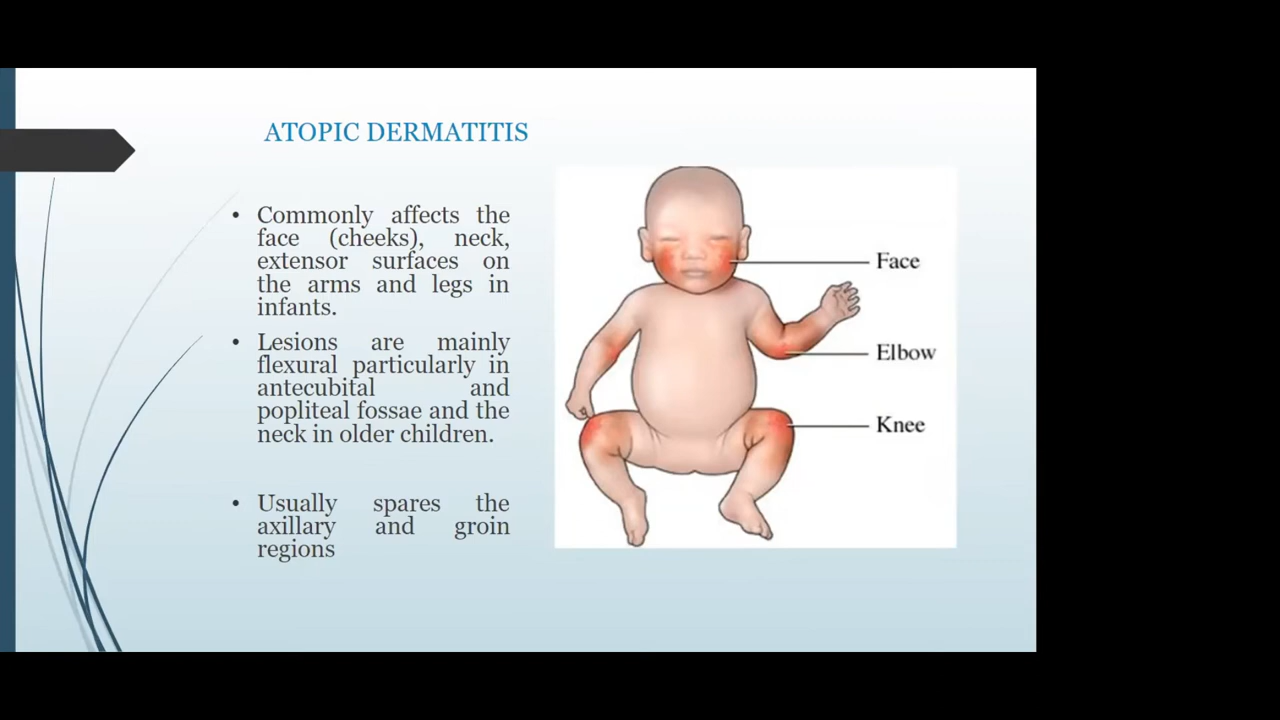 ATOPIC DERMATITIS
• Commonly affects the
face (cheeks), neck,
extensor surfaces on
the arms and legs in
infants.
• Lesions are mainly
flexural particularly in
antecubital and
popliteal fossae and the
neck in older children.
• Usually spares the
axillary and groin
regions
Face
Elbow
Knee